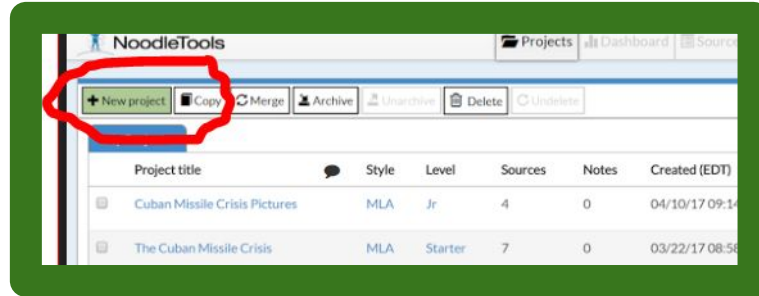 NoodleTools Projects Dashboard Source
+ New project Copy Merge Archive Unarchive Delete Undelete
Project title Style Level Sources Notes Created (EDT)
Cuban Missile Crisis Pictures MLA Jr 4 0 04/10/17 09:14
The Cuban Missile Crisis MLA Starter 7 0 03/22/17 08:58